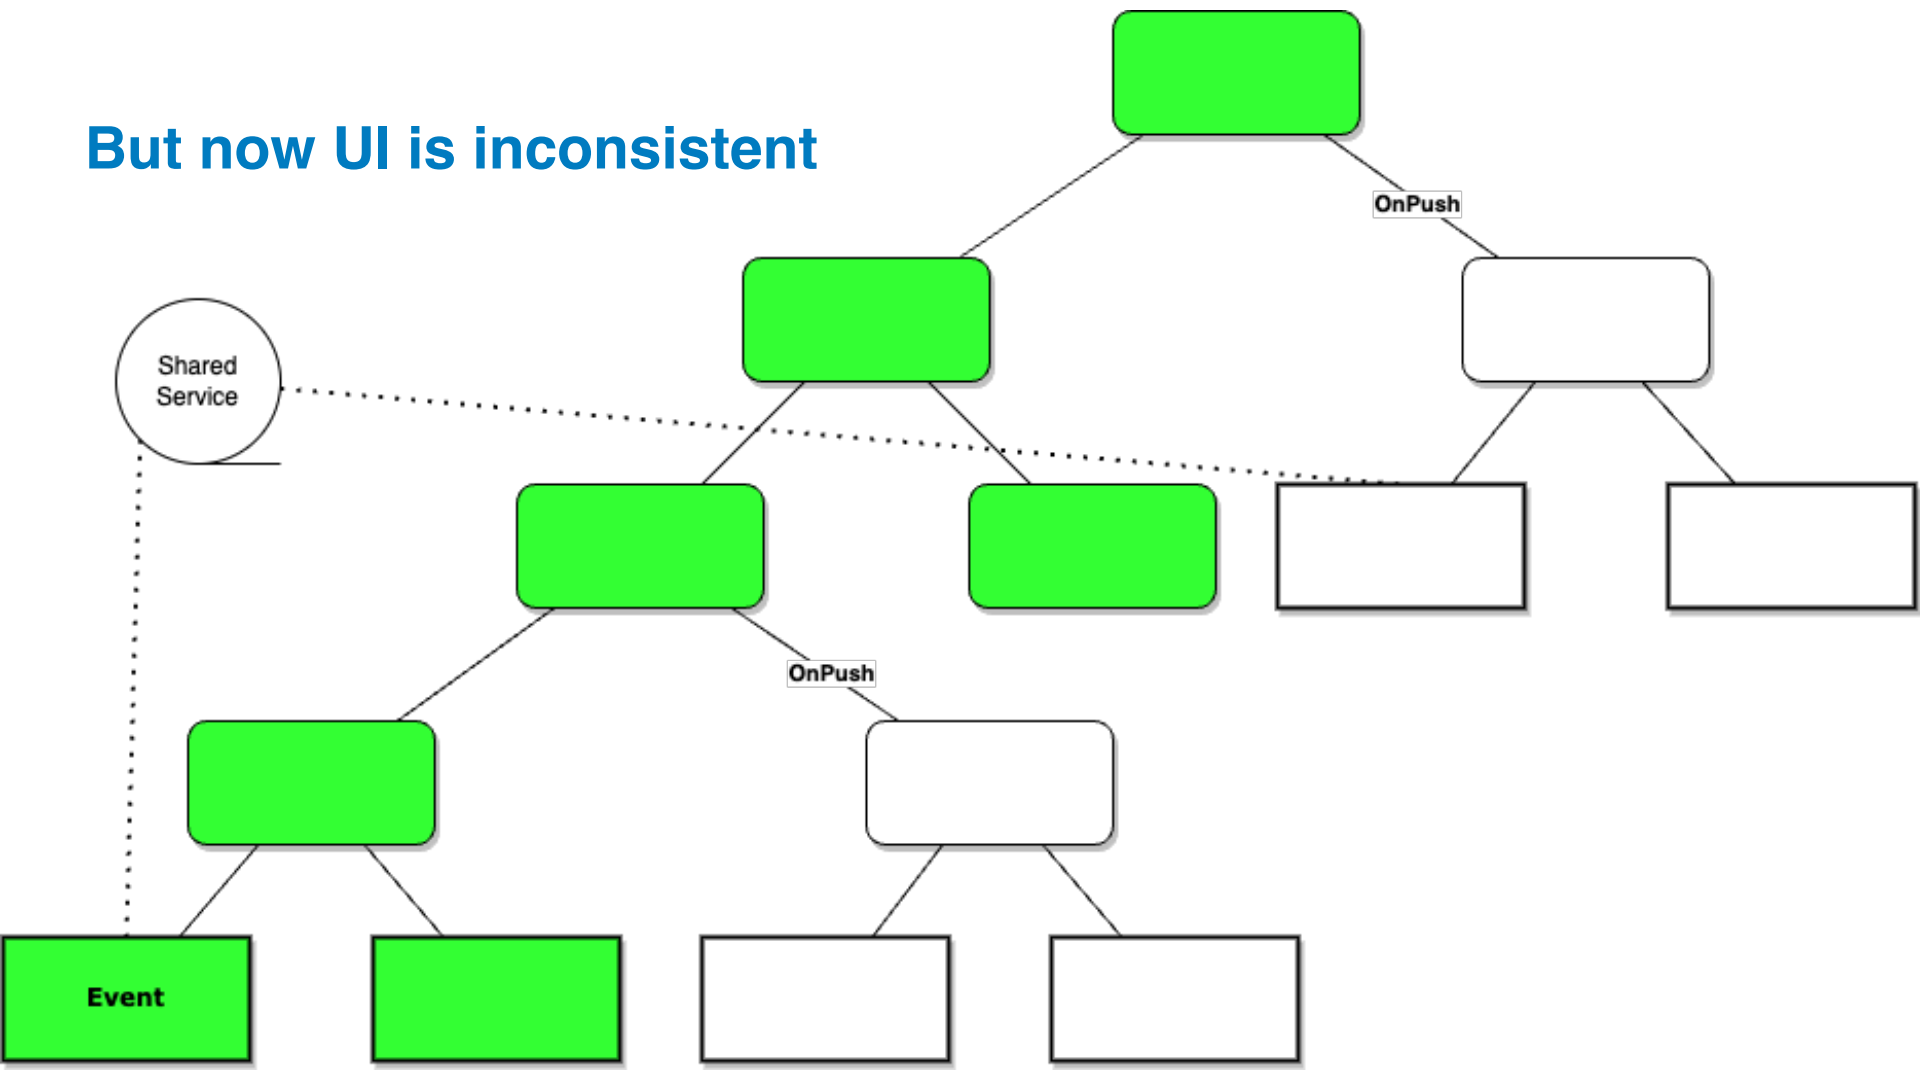 But now UI is inconsistent
OnPush
Shared
Service
OnPush
Event